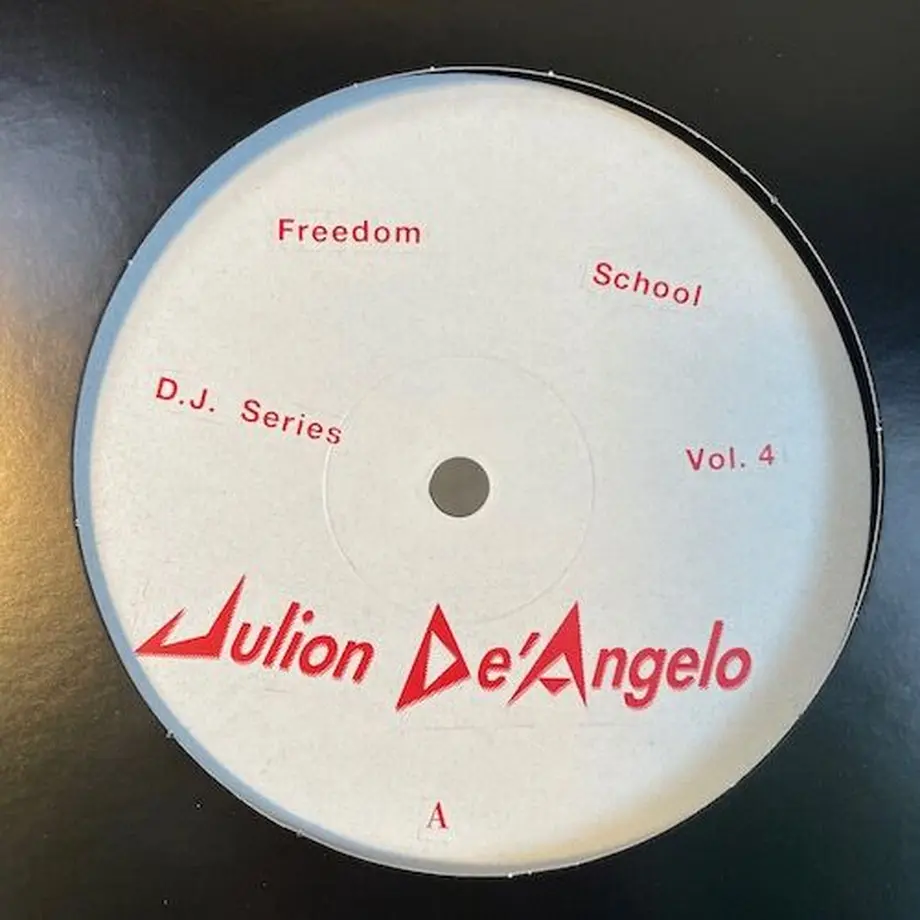 Freedom
School
D.J. Series
Vol. 4
Julion De'Angelo
A